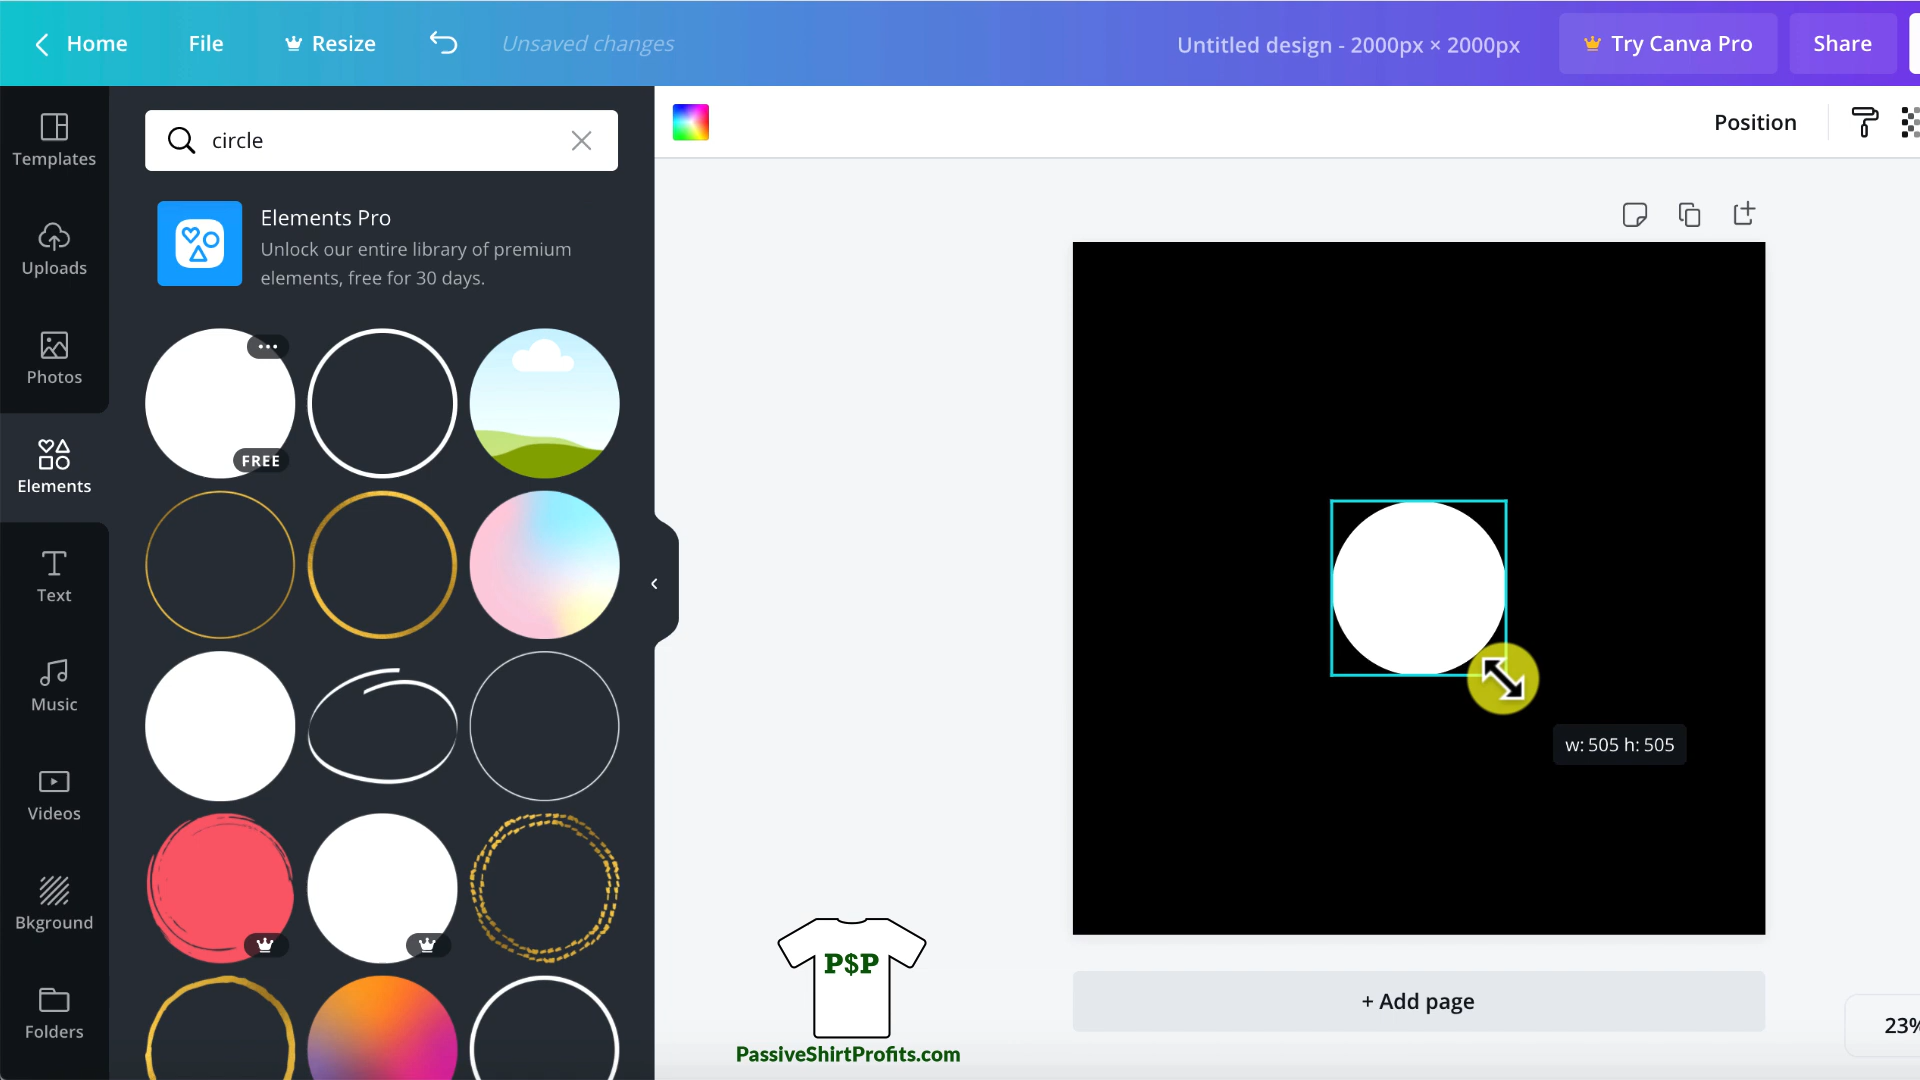 Home
File
Resize
Unsaved changes
Untitled design - 2000px × 2000px
Try Canva Pro
Share
Templates
Uploads
Photos
Elements
Text
Music
Videos
Bkground
Folders
circle
Elements Pro
Unlock our entire library of premium
elements, free for 30 days.
FREE
Position
w: 505 h: 505
+ Add page
23%
P$P
PassiveShirtProfits.com